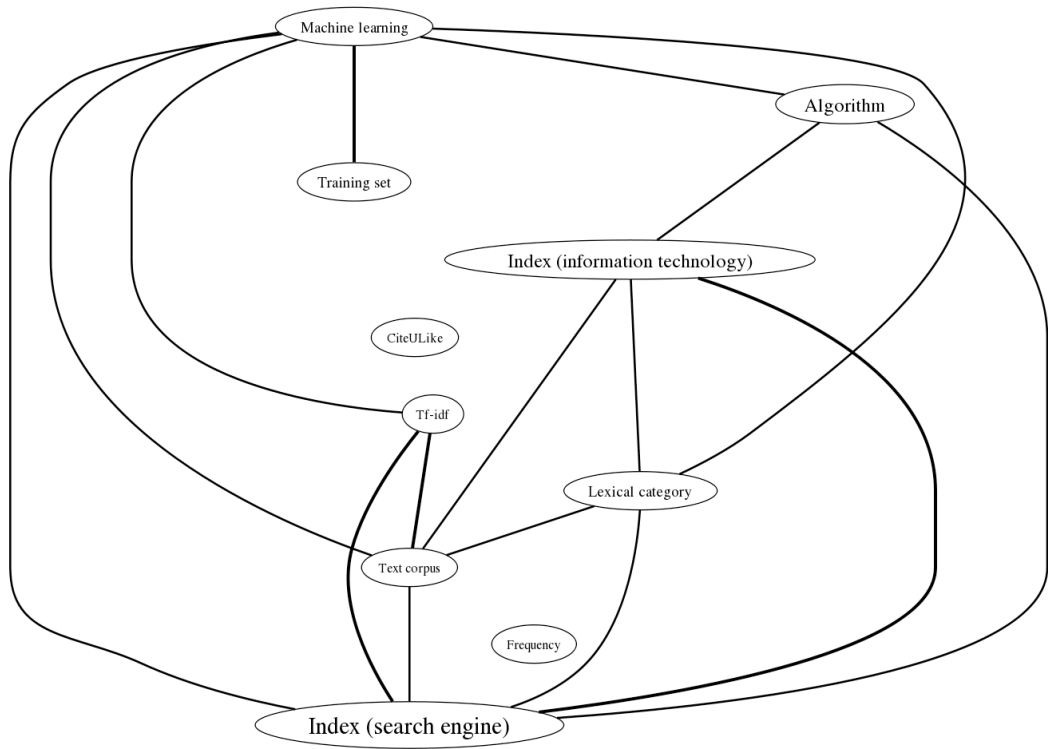 Machine learning
Algorithm
Training set
Index (information technology)
CiteULike
Tf-idf
Lexical category
Text corpus
Frequency
Index (search engine)